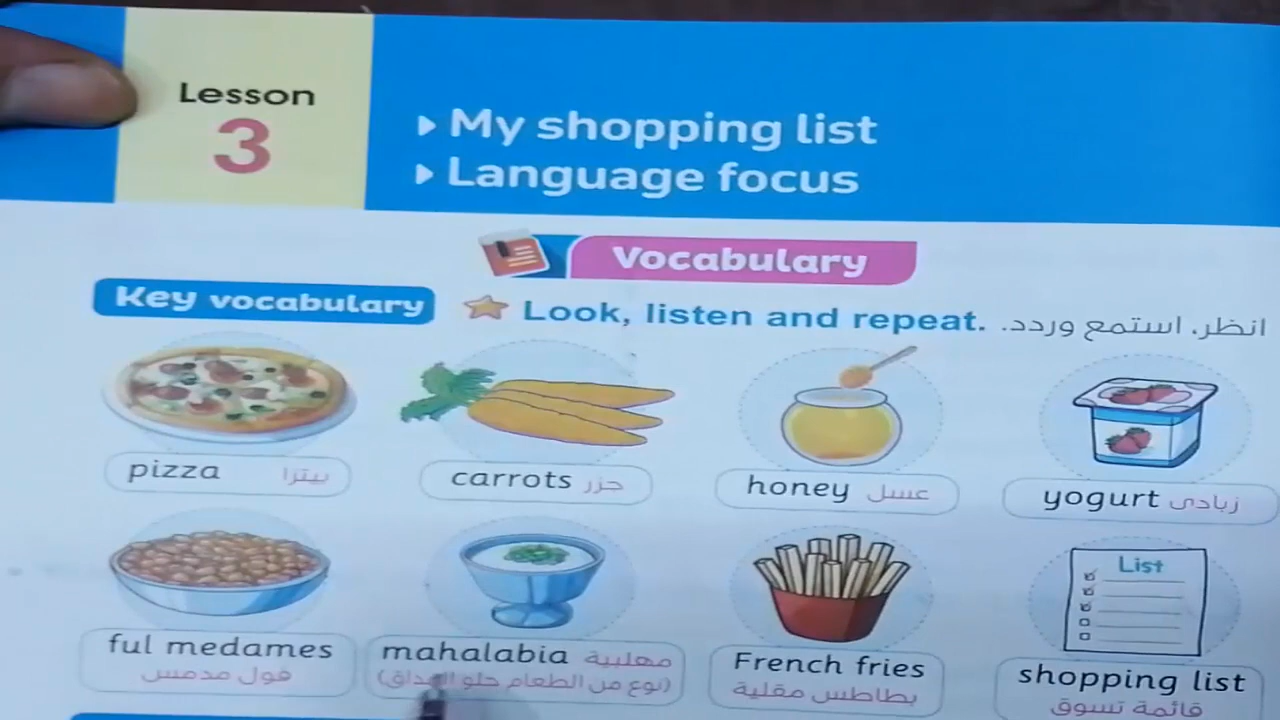 Lesson
3
My shopping list
Language focus
Vocabulary
Key vocabulary
Look, listen and repeat. انظر، استمع وردد.
pizza بيتزا
carrots جزر
honey عسل
yogurt زبادى
ful medames
فول مدمس
mahalabia مهلبية
(نوع من الطعام حلو المذاق)
French fries
بطاطس مقلية
List
shopping list
قائمة تسوق